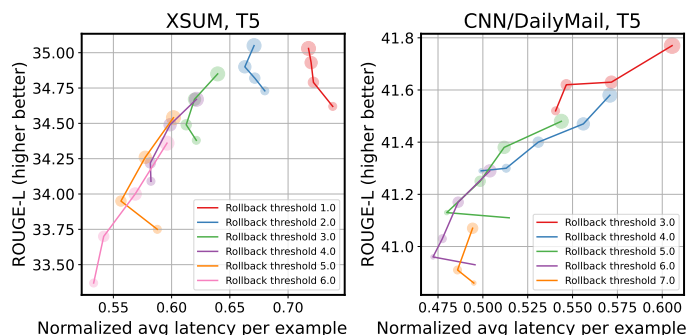 XSUM, T5
ROUGE-L (higher better)
35.00
34.75
34.50
34.25
34.00
33.75
33.50
Rollback threshold 1.0
Rollback threshold 2.0
Rollback threshold 3.0
Rollback threshold 4.0
Rollback threshold 5.0
Rollback threshold 6.0
0.55 0.60 0.65 0.70
Normalized avg latency per example
CNN/DailyMail, T5
ROUGE-L (higher better)
41.8
41.6
41.4
41.2
41.0
Rollback threshold 3.0
Rollback threshold 4.0
Rollback threshold 5.0
Rollback threshold 6.0
Rollback threshold 7.0
0.475 0.500 0.525 0.550 0.575 0.600
Normalized avg latency per example